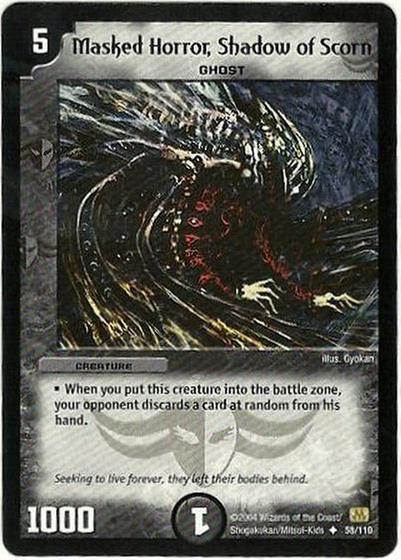 5
Masked Horror, Shadow of Scorn
GHOST
illus. Gyokan
CREATURE
▪ When you put this creature into the battle zone,
your opponent discards a card at random from his
hand.
Seeking to live forever, they left their bodies behind.
1000
1
©2004 Wizards of the Coast/
Shogakukan/Mitsui-Kids ♦ 58/110